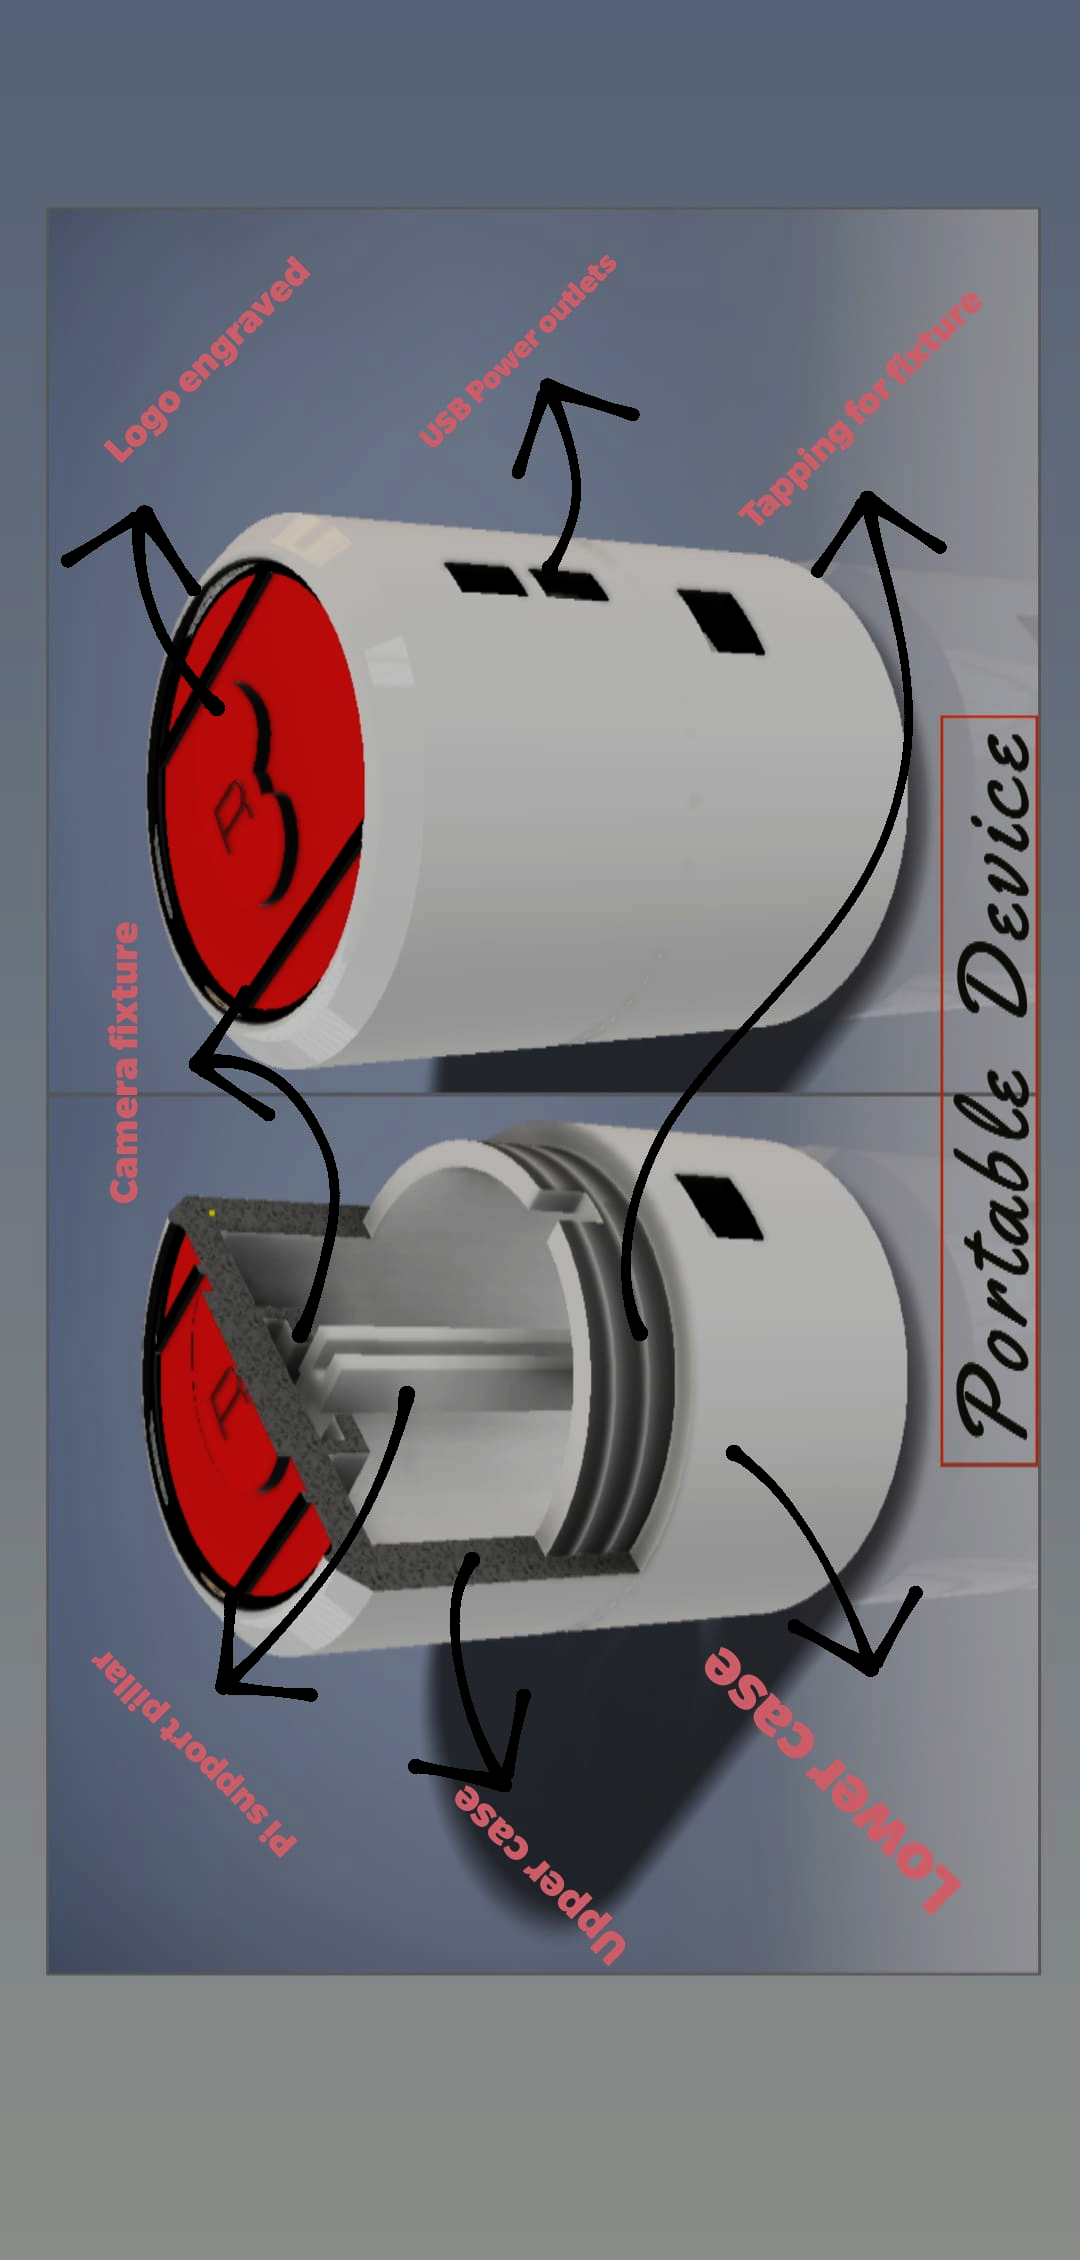 Pi support pillar
Camera fixture
Logo engraved
Upper case
USB Power outlets
Lower case
Tapping for fixture
R
R
Portable Device